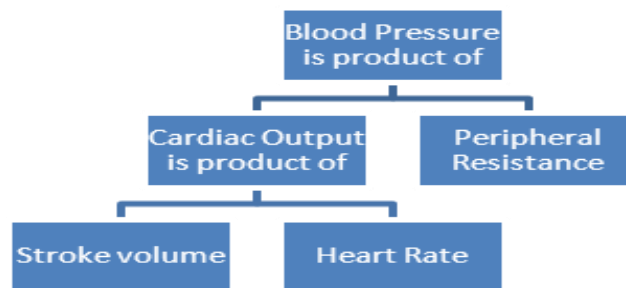 Blood Pressure
is product of
Cardiac Output
is product of
Peripheral
Resistance
Stroke volume
Heart Rate